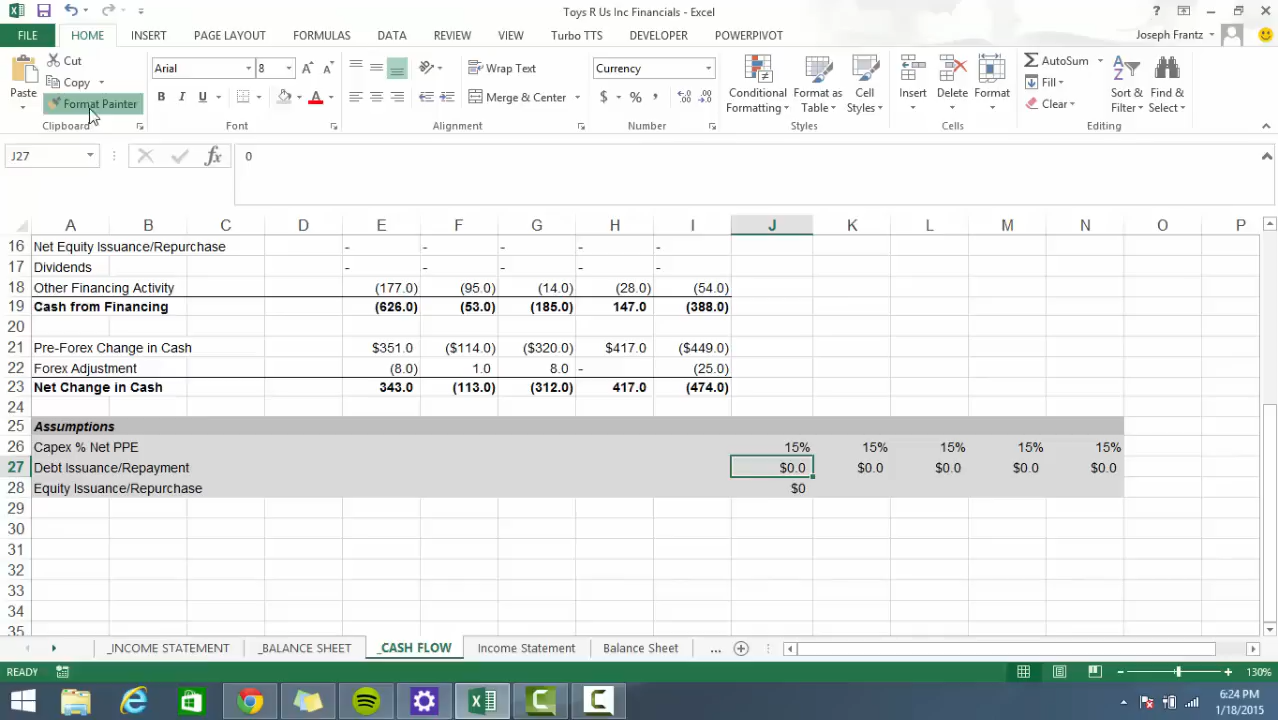 Toys R Us Inc Financials - Excel
FILE HOME INSERT PAGE LAYOUT FORMULAS DATA REVIEW VIEW Turbo TTS DEVELOPER POWERPIVOT Joseph Frantz
Paste Cut Copy Format Painter
Arial 8
B I U A
Wrap Text
Merge & Center
Currency
$ % ,
Conditional Formatting
Format as Table
Cell Styles
Insert Delete Format
AutoSum
Fill
Clear
Sort & Filter
Find & Select
Clipboard Font Alignment Number Styles Cells Editing
J27 fx 0
A B C D E F G H I J K L M N O P
16 Net Equity Issuance/Repurchase - - - - -
17 Dividends - - - - -
18 Other Financing Activity (177.0) (95.0) (14.0) (28.0) (54.0)
19 Cash from Financing (626.0) (53.0) (185.0) 147.0 (388.0)
20
21 Pre-Forex Change in Cash $351.0 ($114.0) ($320.0) $417.0 ($449.0)
22 Forex Adjustment (8.0) 1.0 8.0 - (25.0)
23 Net Change in Cash 343.0 (113.0) (312.0) 417.0 (474.0)
24
25 Assumptions
26 Capex % Net PPE 15% 15% 15% 15% 15%
27 Debt Issuance/Repayment $0.0 $0.0 $0.0 $0.0 $0.0
28 Equity Issuance/Repurchase $0
29
30
31
32
33
34
35
_INCOME STATEMENT _BALANCE SHEET _CASH FLOW Income Statement Balance Sheet ...
READY 130%
6:24 PM
1/18/2015